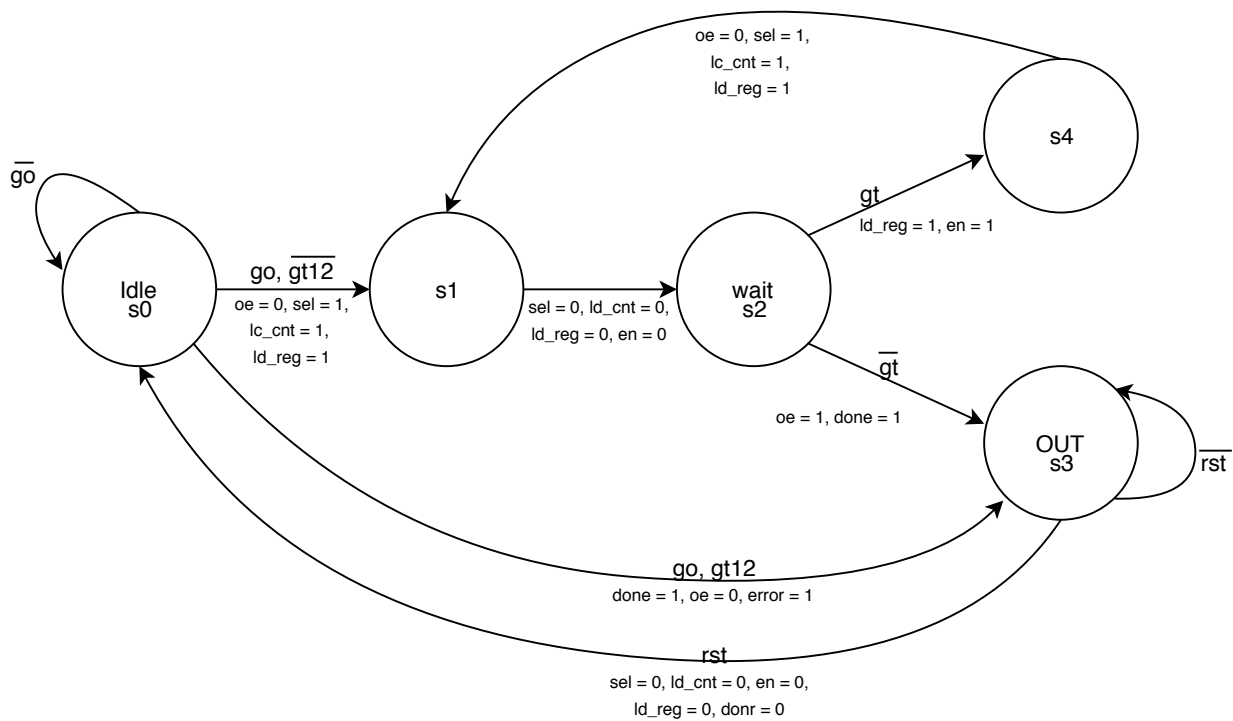 oe = 0, sel = 1,
lc_cnt = 1,
ld_reg = 1
s4
go
gt
ld_reg = 1, en = 1
Idle
s0
go, gt12
oe = 0, sel = 1,
lc_cnt = 1,
ld_reg = 1
s1
sel = 0, ld_cnt = 0,
ld_reg = 0, en = 0
wait
s2
gt
oe = 1, done = 1
OUT
s3
rst
go, gt12
done = 1, oe = 0, error = 1
rst
sel = 0, ld_cnt = 0, en = 0,
ld_reg = 0, donr = 0